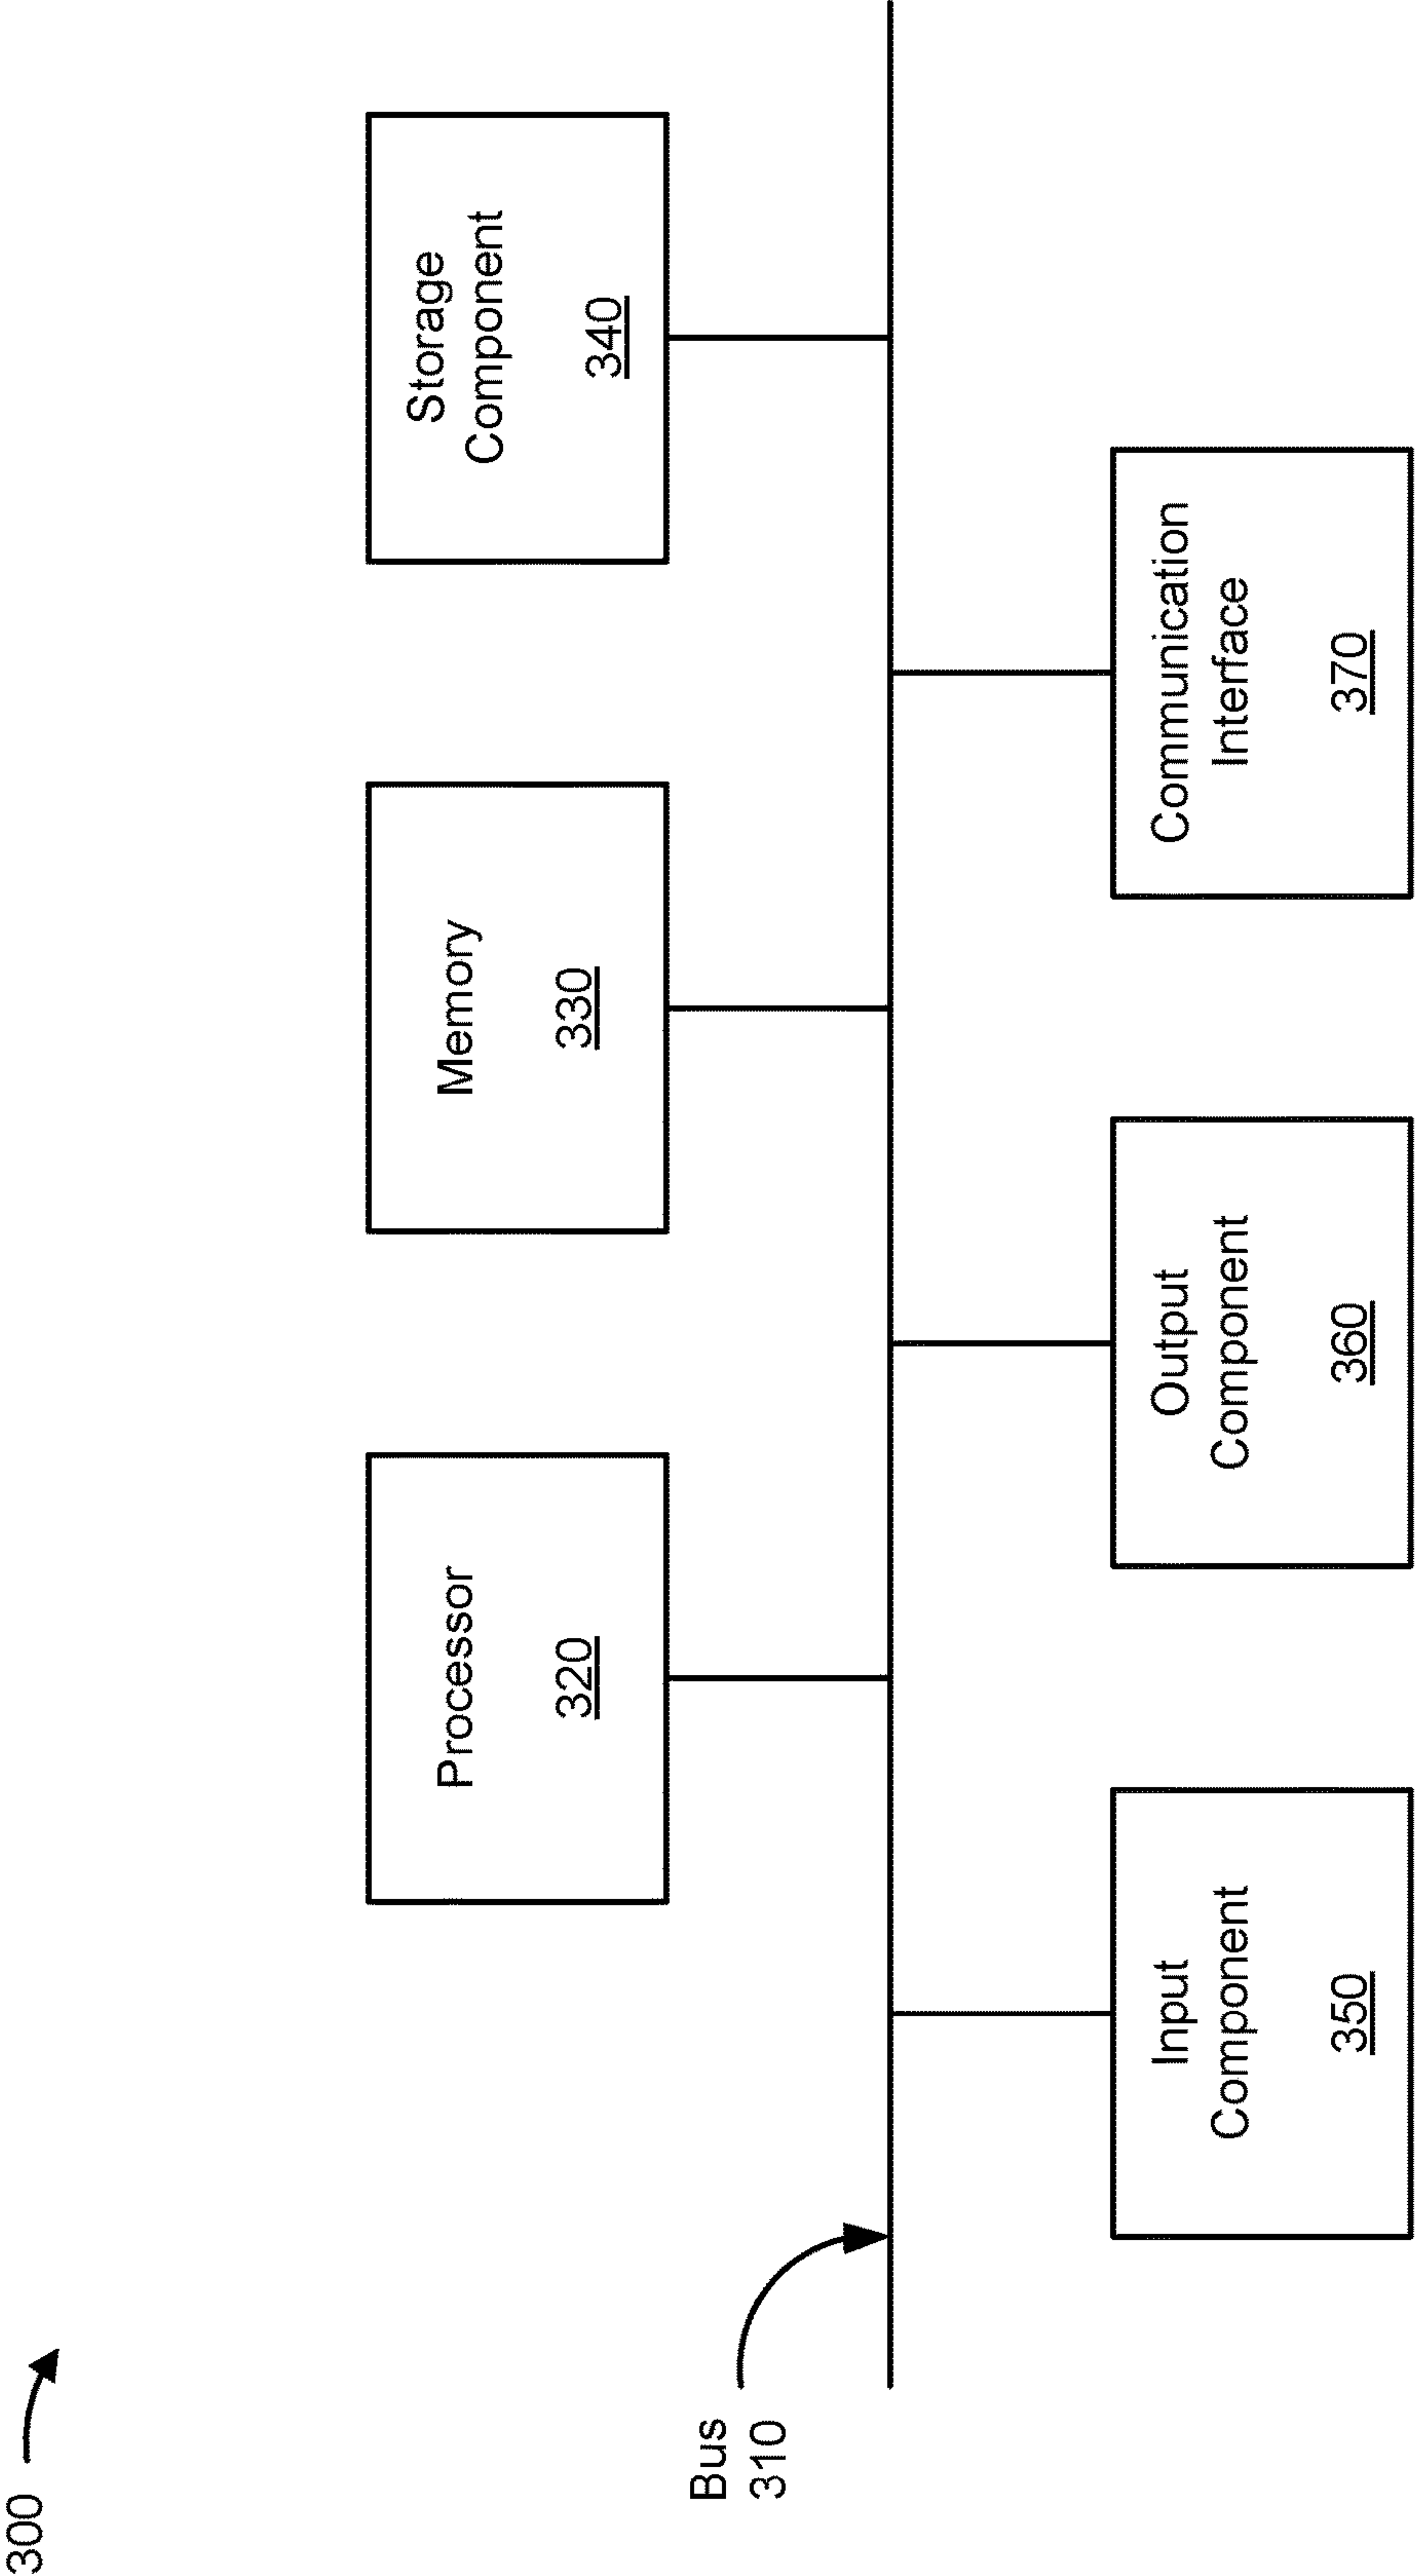 300
Processor
320
Memory
330
Storage
Component
340
Bus
310
Input
Component
350
Output
Component
360
Communication
Interface
370